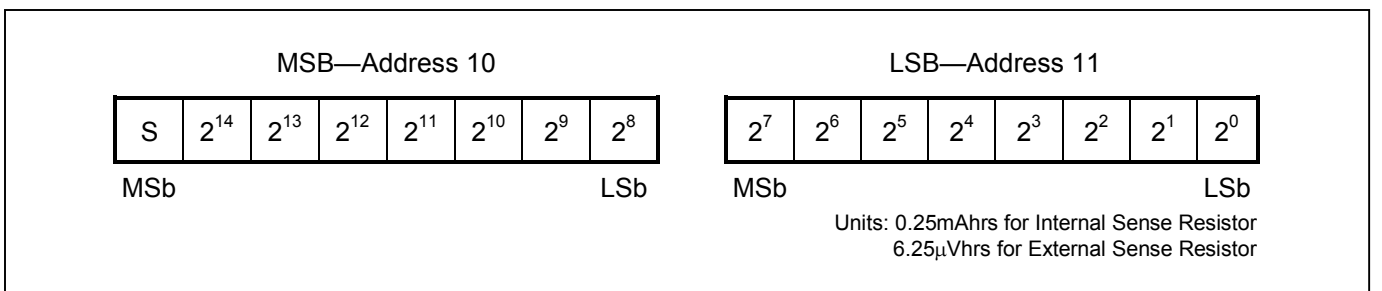 MSB—Address 10 LSB—Address 11
S 2^14 2^13 2^12 2^11 2^10 2^9 2^8 2^7 2^6 2^5 2^4 2^3 2^2 2^1 2^0
MSb LSb MSb LSb
Units: 0.25mAhrs for Internal Sense Resistor
6.25μVhrs for External Sense Resistor